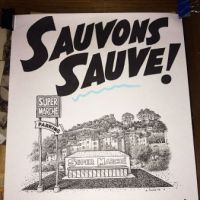 SAUVONS
SAUVE!
SUPER
MARCHÉ
PARKING
SUPER MARCHÉ